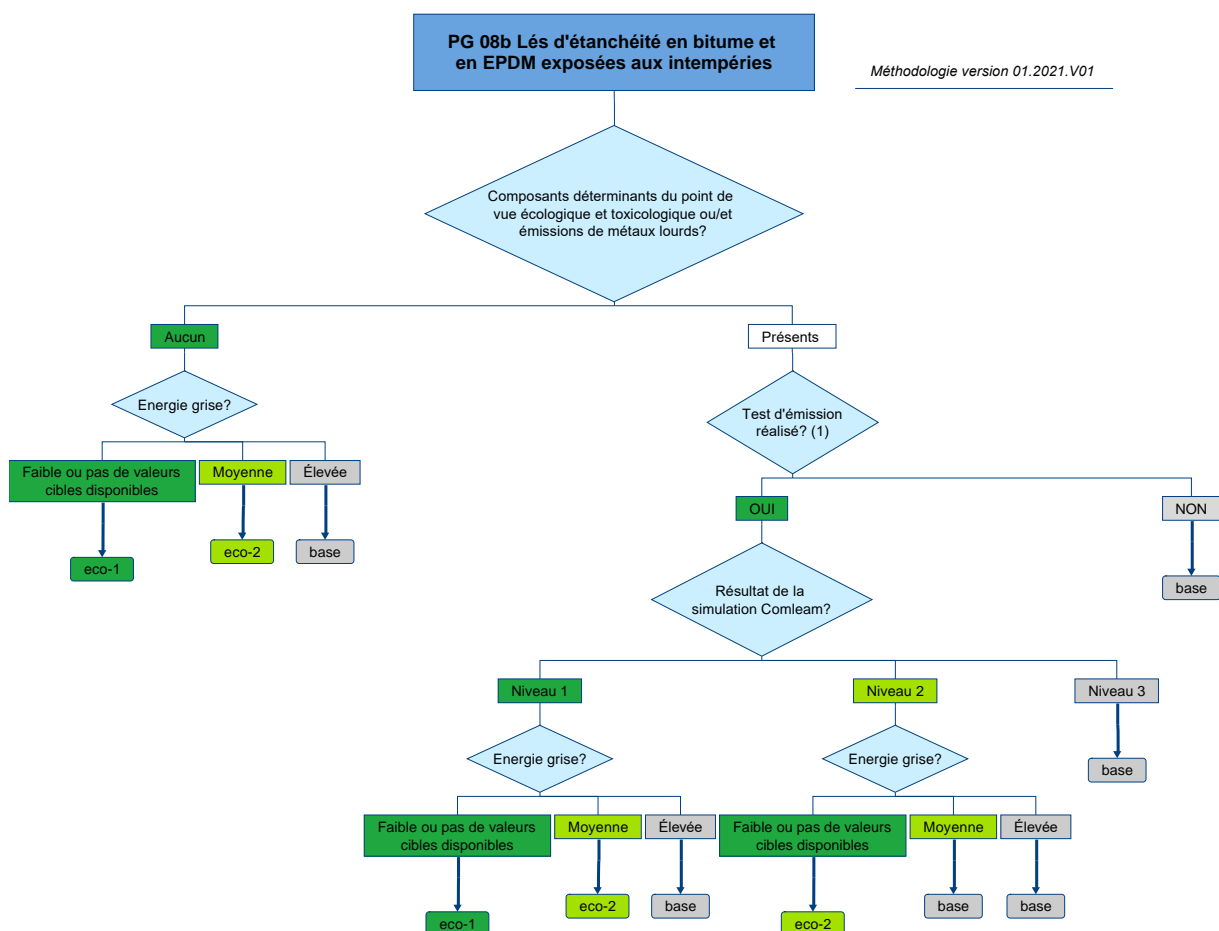 PG 08b Lés d'étanchéité en bitume et
en EPDM exposées aux intempéries
Méthodologie version 01.2021.V01
Composants déterminants du point de
vue écologique et toxicologique ou/et
émissions de métaux lourds?
Aucun
Présents
Energie grise?
Test d'émission
réalisé? (1)
Faible ou pas de valeurs
cibles disponibles
Moyenne
Élevée
OUI
NON
eco-1
eco-2
base
base
Résultat de la
simulation Comleam?
Niveau 1
Niveau 2
Niveau 3
Energie grise?
Energie grise?
base
Faible ou pas de valeurs
cibles disponibles
Moyenne
Élevée
Faible ou pas de valeurs
cibles disponibles
Moyenne
Élevée
eco-1
eco-2
base
eco-2
base
base